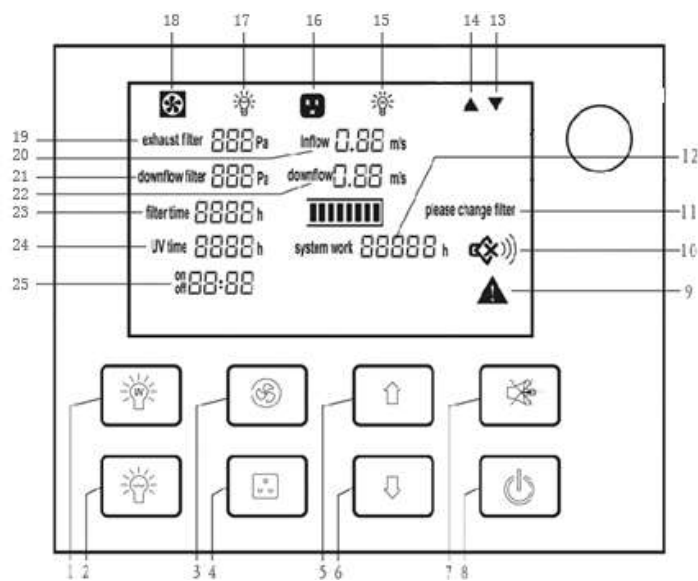 18 17 16 15 14 13
19 exhaust filter 888 Pa Inflow 0.88 m/s
20
12
21 downflow filter 888 Pa downflow 0.88 m/s
22
23 filter time 8888 h please change filter 11
24 UV time 8888 h system work 88888 h 10
25 on
off 88:88
9
UV
1 2 3 4 5 6 7 8